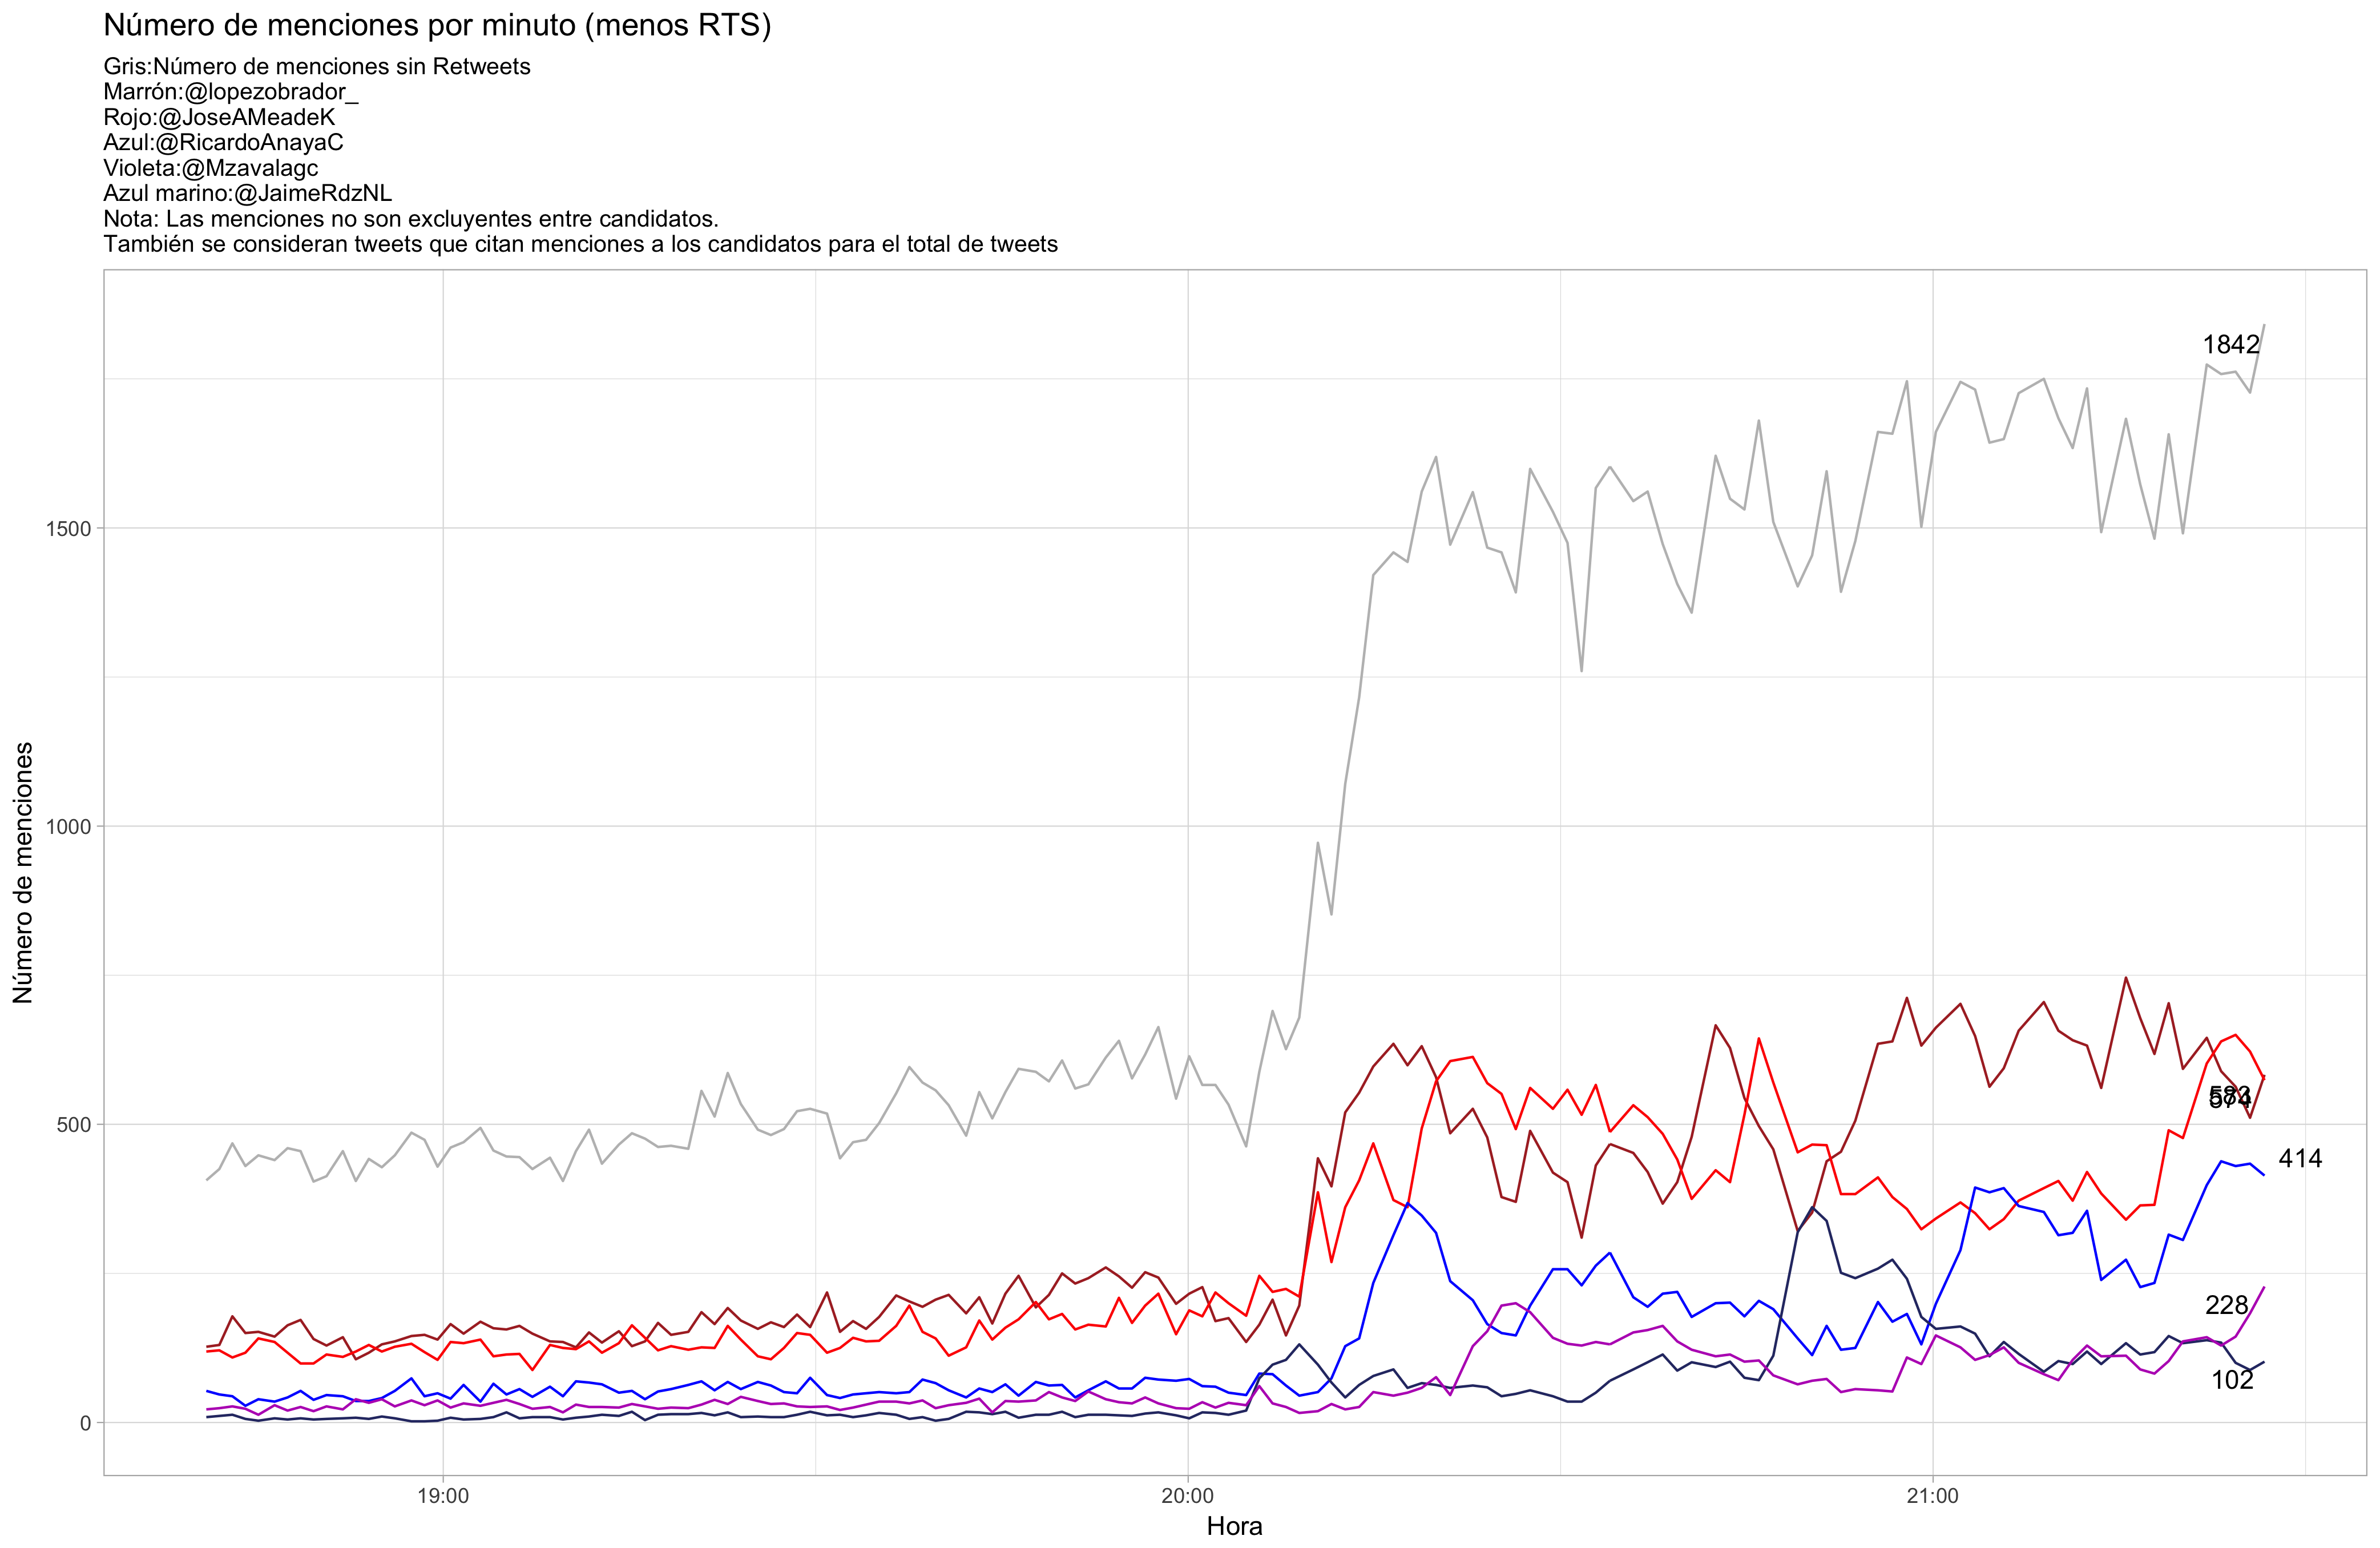 Número de menciones por minuto (menos RTS)
Gris:Número de menciones sin Retweets
Marrón:@lopezobrador_
Rojo:@JoseAMeadeK
Azul:@RicardoAnayaC
Violeta:@Mzavalagc
Azul marino:@JaimeRdzNL
Nota: Las menciones no son excluyentes entre candidatos.
También se consideran tweets que citan menciones a los candidatos para el total de tweets
1842
1500
Número de menciones
1000
500
414
228
102
0
19:00
20:00
21:00
Hora